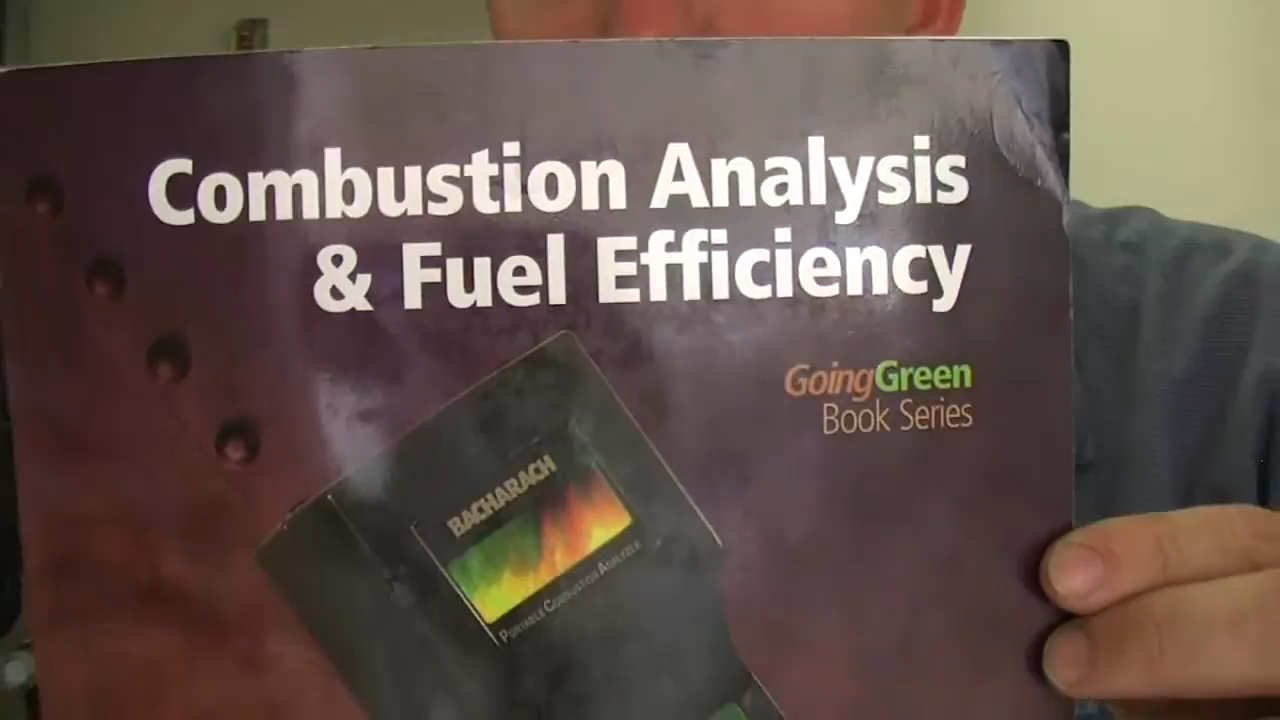 Combustion Analysis
& Fuel Efficiency
GoingGreen
Book Series
BACHARACH
PORTABLE COMBUSTION ANALYZER